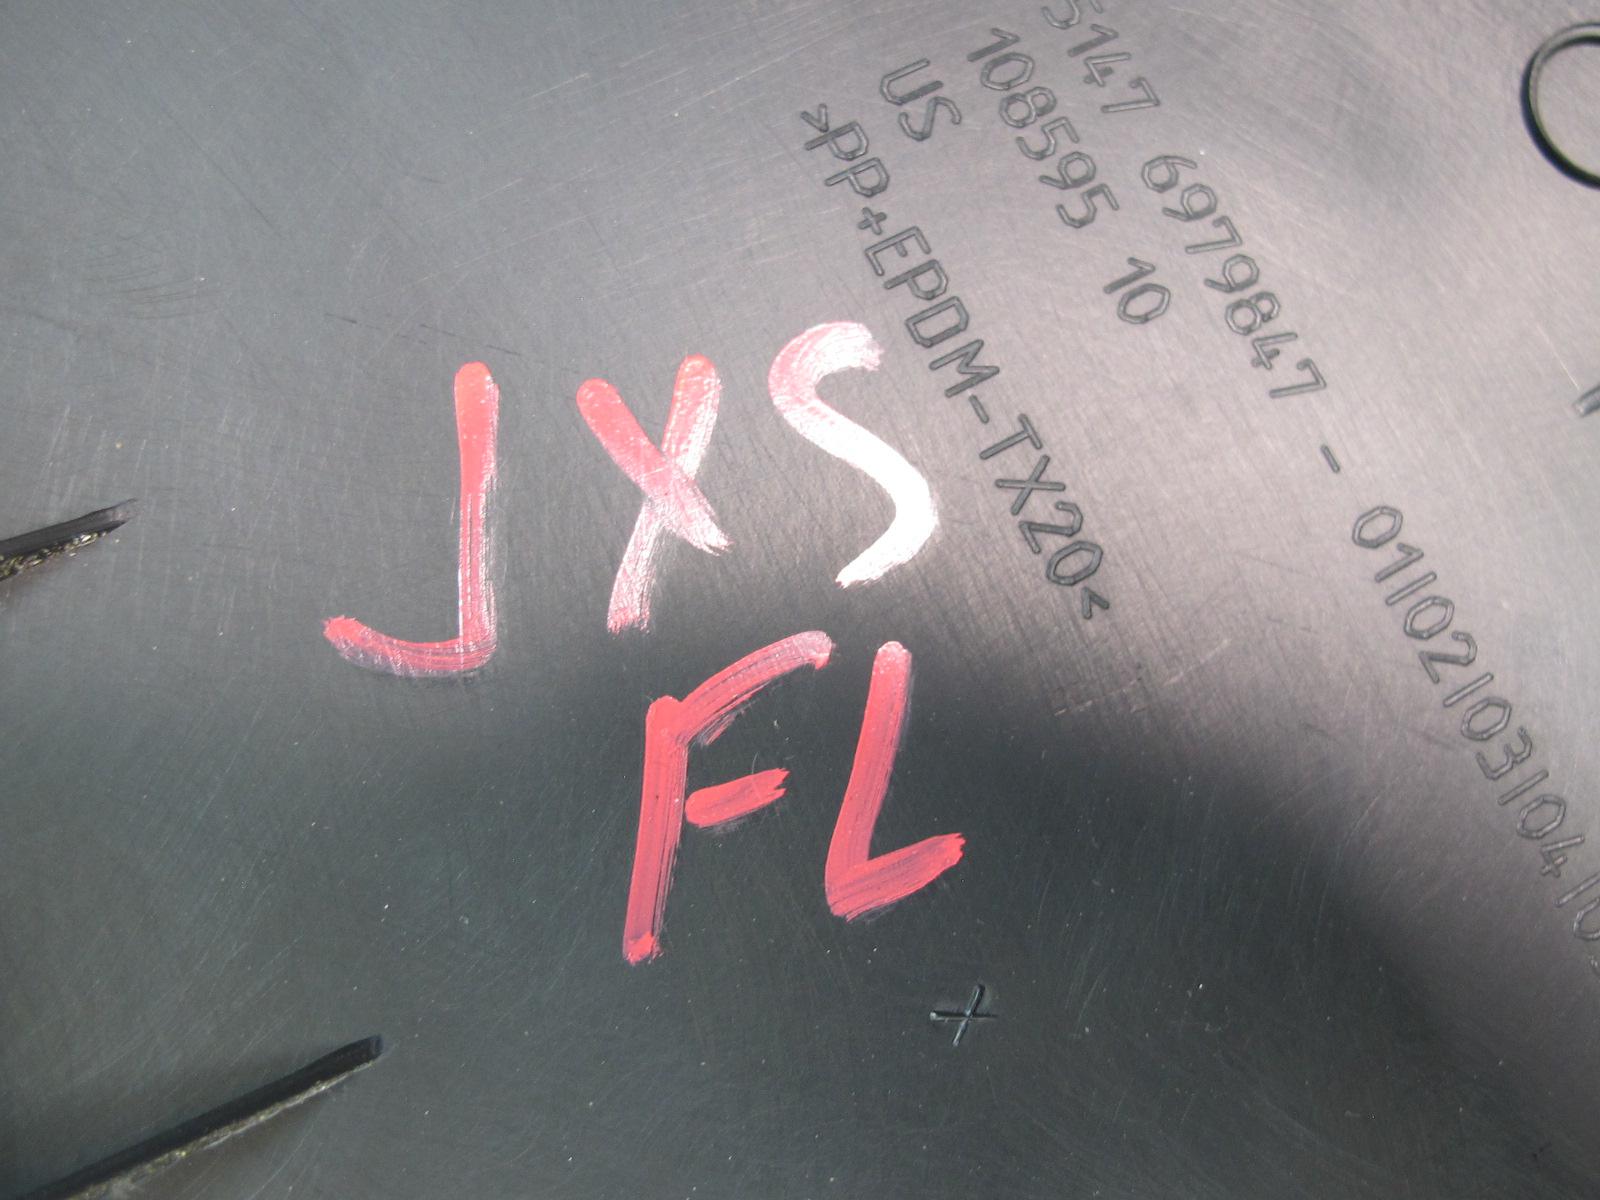 5147 6979847 - 01/02/03/04/0
108595 10
US
>PP+EPDM-TX20<
JXS
FL